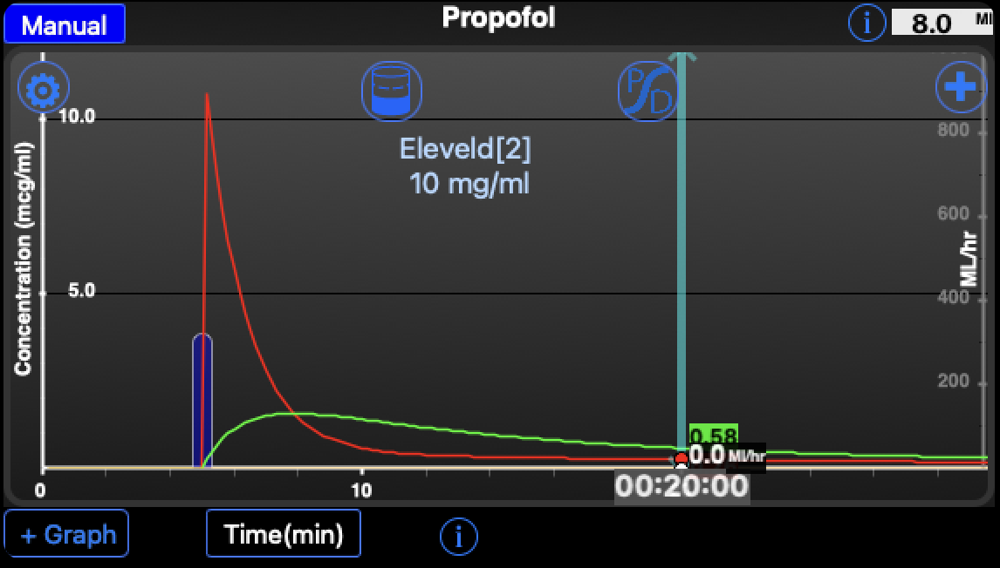 Manual
Propofol
i
8.0
Concentration (mcg/ml)
10.0
5.0
Eleveld[2]
10 mg/ml
P
D
800
600
400
200
ML/hr
0.58
0.0 Ml/hr
0
10
00:20:00
+ Graph
Time(min)
i